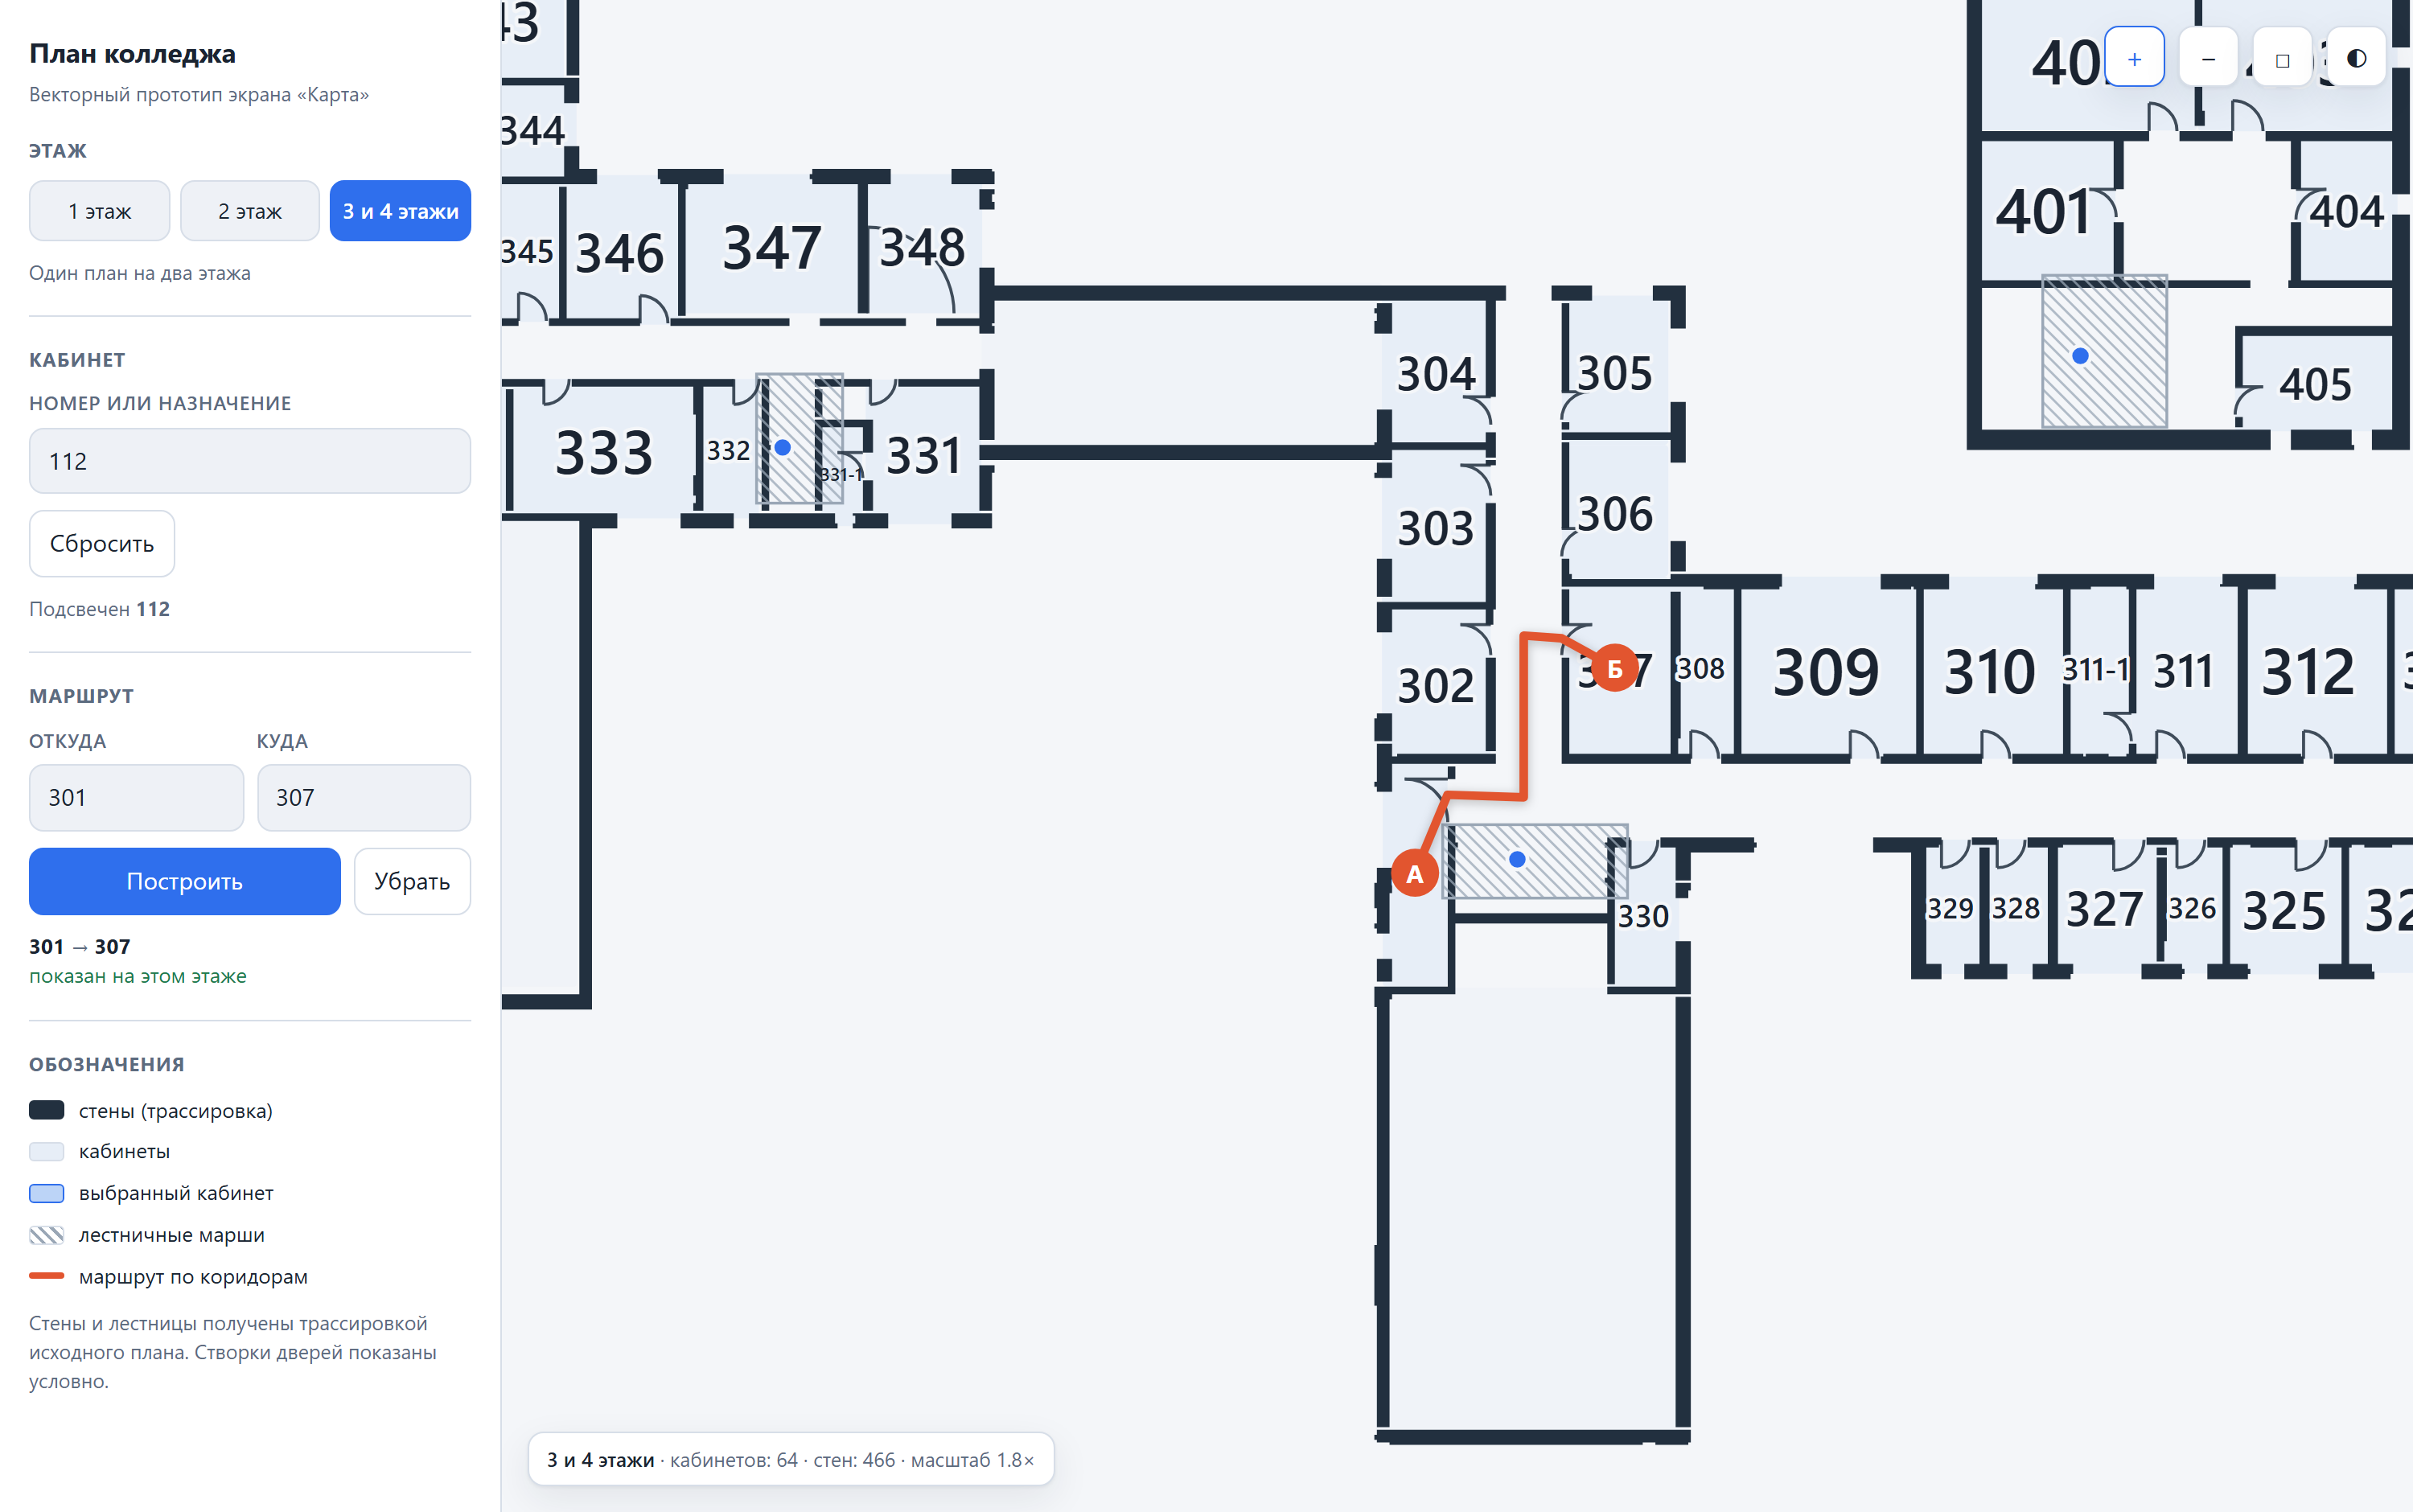 План колледжа
Векторный прототип экрана «Карта»
ЭТАЖ
1 этаж
2 этаж
3 и 4 этажи
Один план на два этажа
КАБИНЕТ
НОМЕР ИЛИ НАЗНАЧЕНИЕ
112
Сбросить
Подсвечен 112
МАРШРУТ
ОТКУДА
КУДА
301
307
Построить
Убрать
301 → 307
показан на этом этаже
ОБОЗНАЧЕНИЯ
стены (трассировка)
кабинеты
выбранный кабинет
лестничные марши
маршрут по коридорам
Стены и лестницы получены трассировкой
исходного плана. Створки дверей показаны
условно.
344
345
346
347
348
333
332
331-1
331
304
305
303
306
302
Б
308
309
310
311-1
311
312
А
330
329
328
327
326
325
401
404
405
+
−
3 и 4 этажи · кабинетов: 64 · стен: 466 · масштаб 1.8×